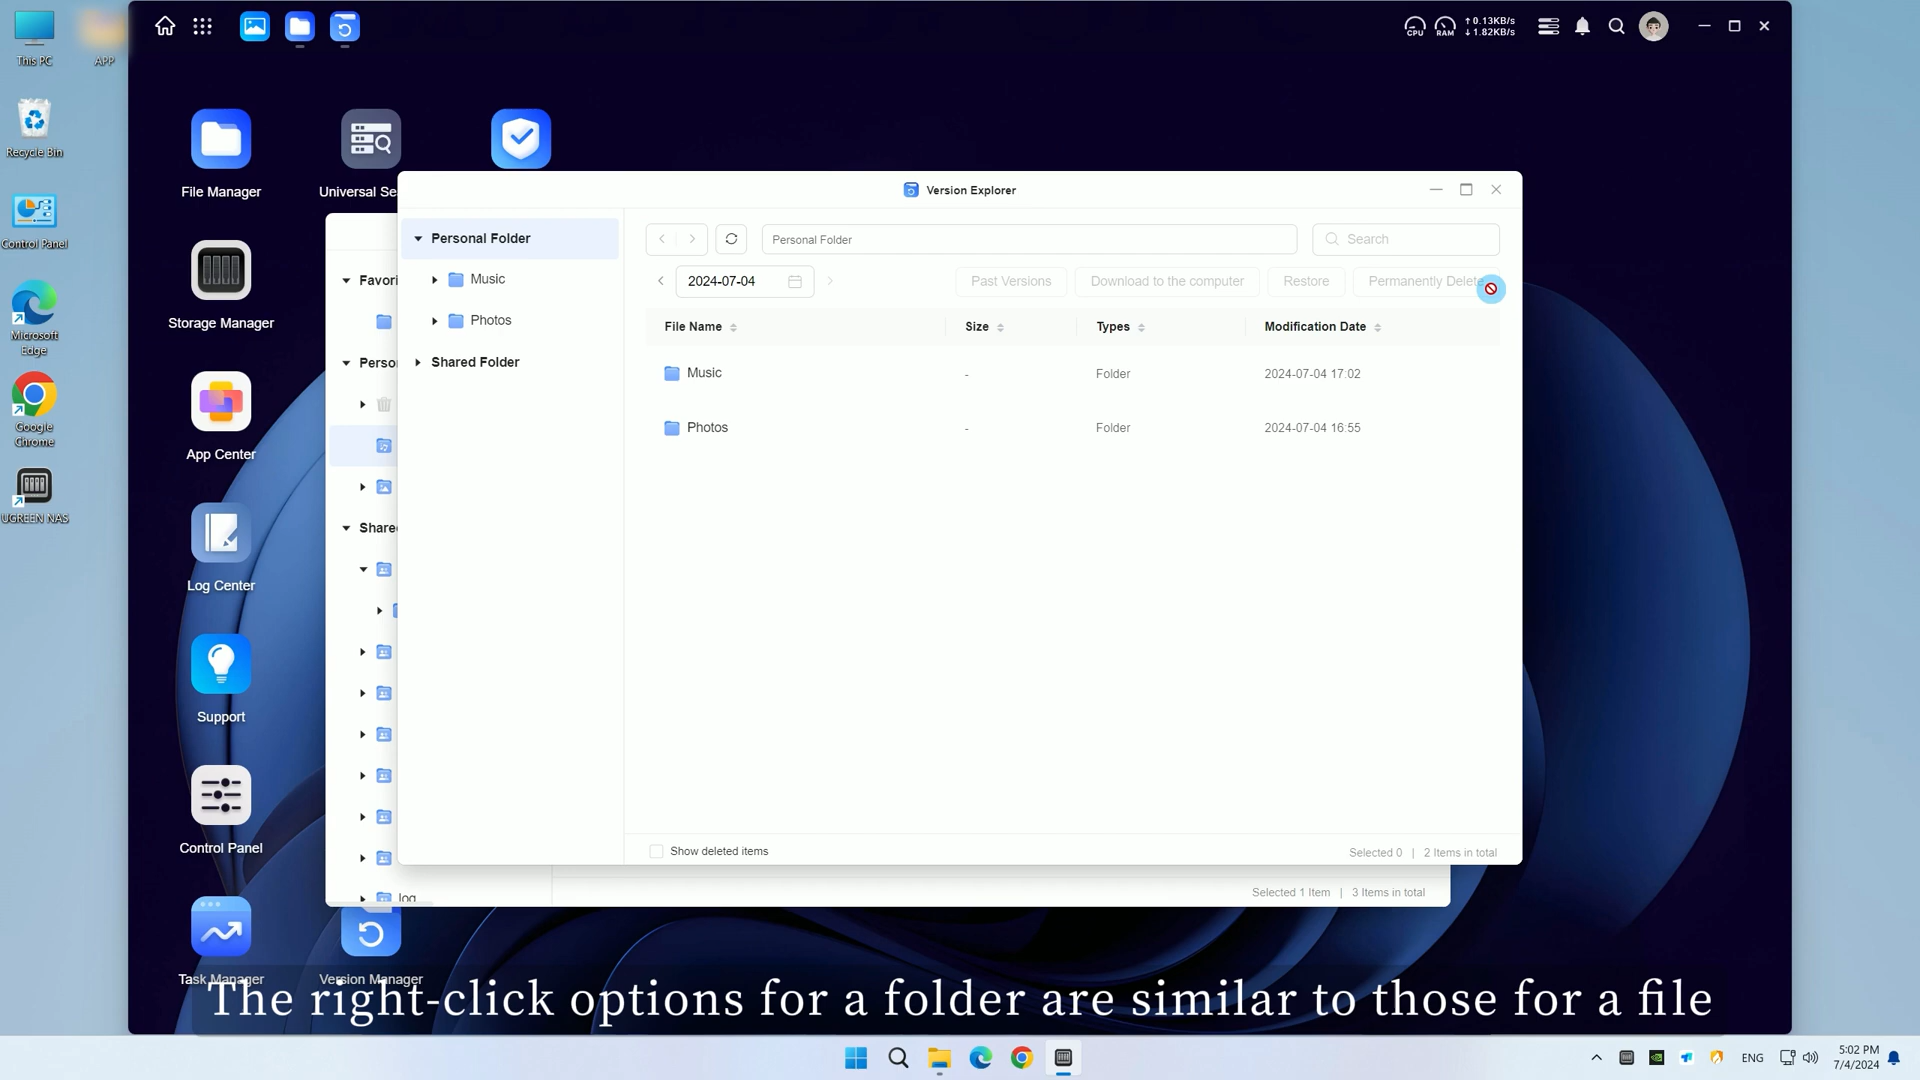 This PC
APP
Recycle Bin
Control Panel
Microsoft
Edge
Google
Chrome
UGREEN NAS
CPU
RAM
↑ 0.13KB/s
↓ 1.82KB/s
File Manager
Universal Se
Storage Manager
App Center
Log Center
Support
Control Panel
Task Manager
Version Manager
Favori
Perso
Share
log
Selected 1 Item | 3 Items in total
Version Explorer
Personal Folder
Music
Photos
Shared Folder
Personal Folder
Search
2024-07-04
Past Versions
Download to the computer
Restore
Permanently Delete
File Name
Size
Types
Modification Date
Music
-
Folder
2024-07-04 17:02
Photos
-
Folder
2024-07-04 16:55
Show deleted items
Selected 0 | 2 Items in total
The right-click options for a folder are similar to those for a file
ENG
5:02 PM
7/4/2024